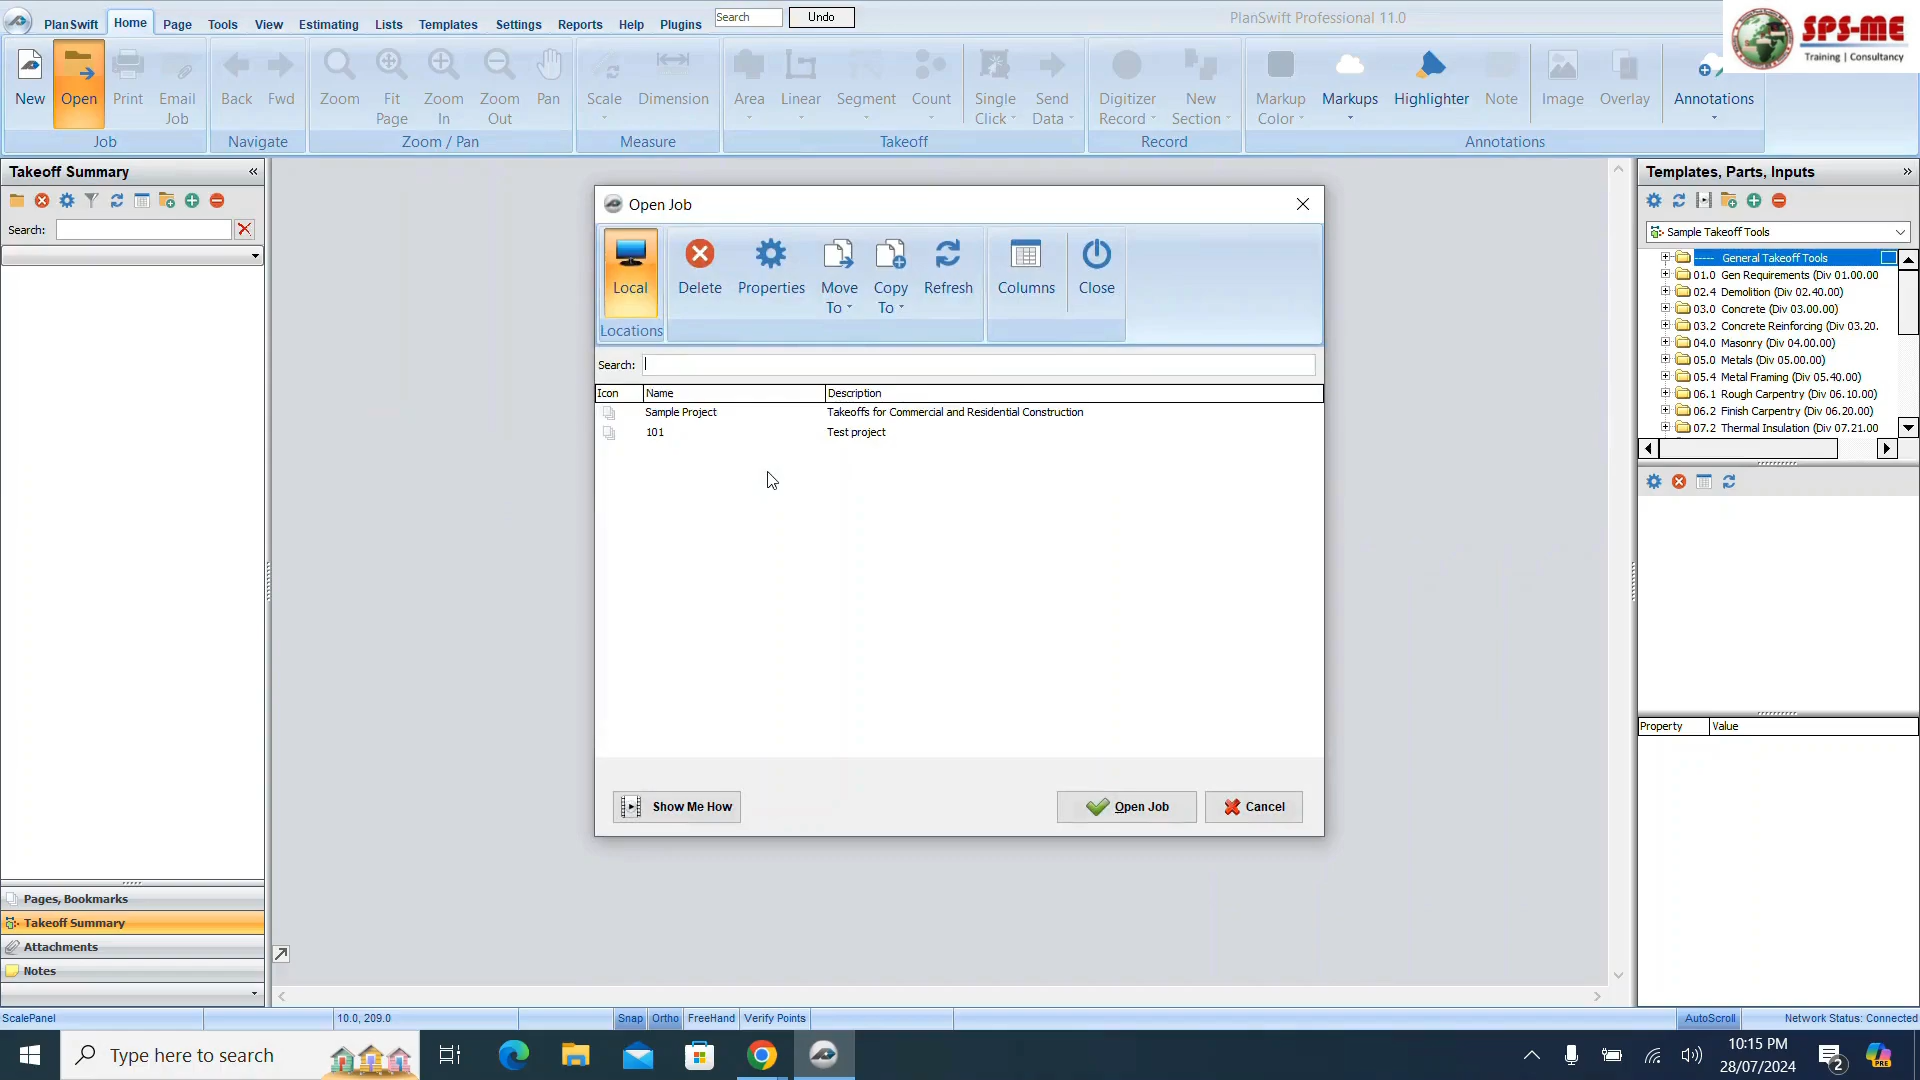 PlanSwift Home Page Tools View Estimating Lists Templates Settings Reports Help Plugins Search Undo PlanSwift Professional 11.0
SPS-ME
Training | Consultancy
New Open Print Email Job Back Fwd Zoom Fit Page Zoom In Zoom Out Pan Scale Dimension Area Linear Segment Count Single Click Send Data Digitizer Record New Section Markup Color Markups Highlighter Note Image Overlay Annotations
Job Navigate Zoom / Pan Measure Takeoff Record Annotations
Takeoff Summary «
Search:
Pages, Bookmarks
Takeoff Summary
Attachments
Notes
Open Job
Local Delete Properties Move To Copy To Refresh Columns Close
Locations
Search:
Icon Name Description
Sample Project Takeoffs for Commercial and Residential Construction
101 Test project
Show Me How Open Job Cancel
Templates, Parts, Inputs »
Sample Takeoff Tools
----- General Takeoff Tools
01.0 Gen Requirements (Div 01.00.00
02.4 Demolition (Div 02.40.00)
03.0 Concrete (Div 03.00.00)
03.2 Concrete Reinforcing (Div 03.20.
04.0 Masonry (Div 04.00.00)
05.0 Metals (Div 05.00.00)
05.4 Metal Framing (Div 05.40.00)
06.1 Rough Carpentry (Div 06.10.00)
06.2 Finish Carpentry (Div 06.20.00)
07.2 Thermal Insulation (Div 07.21.00
Property Value
ScalePanel 10.0, 209.0 Snap Ortho FreeHand Verify Points AutoScroll Network Status: Connected
Type here to search
10:15 PM
28/07/2024
2
PRE